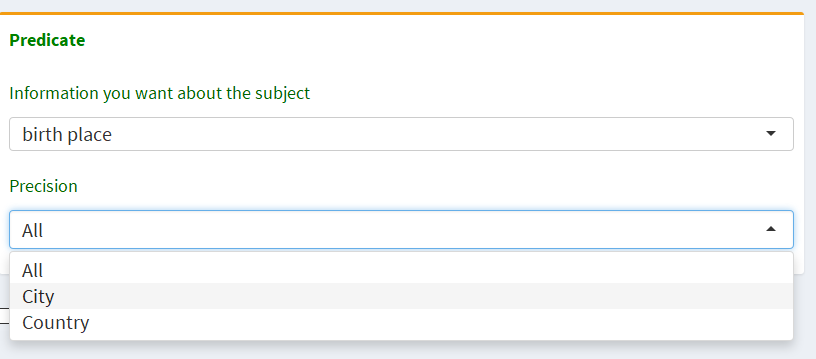 Predicate
Information you want about the subject
birth place
Precision
All
All
City
Country